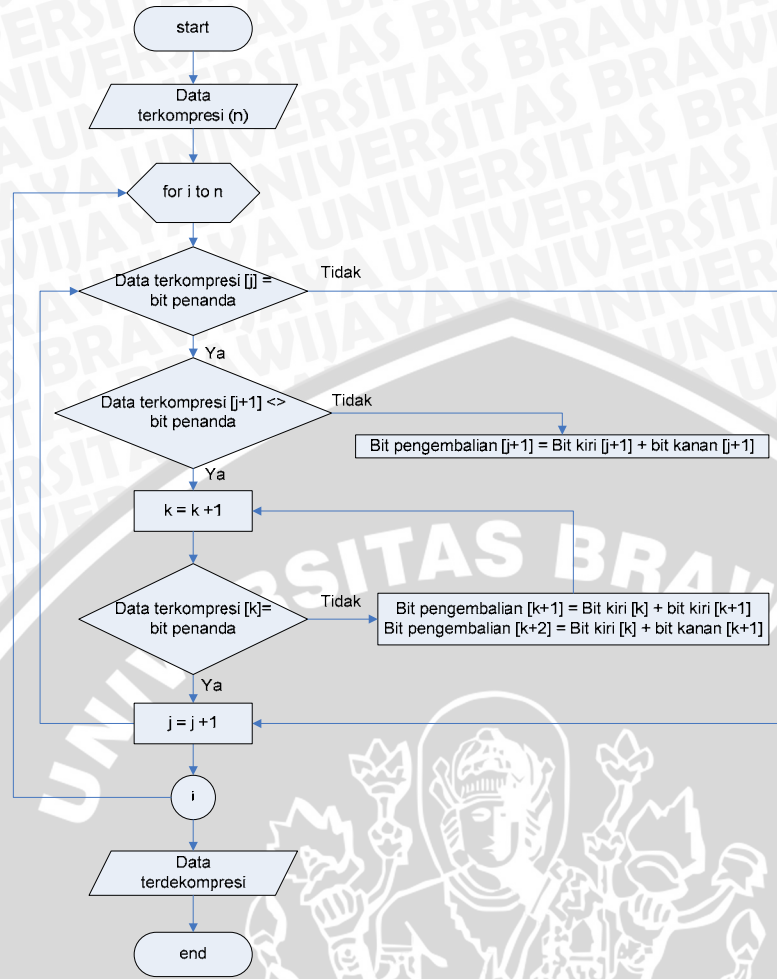 start
Data
terkompresi (n)
for i to n
Data terkompresi [j] =
bit penanda
Tidak
Ya
Data terkompresi [j+1] <>
bit penanda
Tidak
Bit pengembalian [j+1] = Bit kiri [j+1] + bit kanan [j+1]
Ya
k = k +1
Data terkompresi [k]=
bit penanda
Tidak
Bit pengembalian [k+1] = Bit kiri [k] + bit kiri [k+1]
Bit pengembalian [k+2] = Bit kiri [k] + bit kanan [k+1]
Ya
j = j +1
i
Data
terdekompresi
end